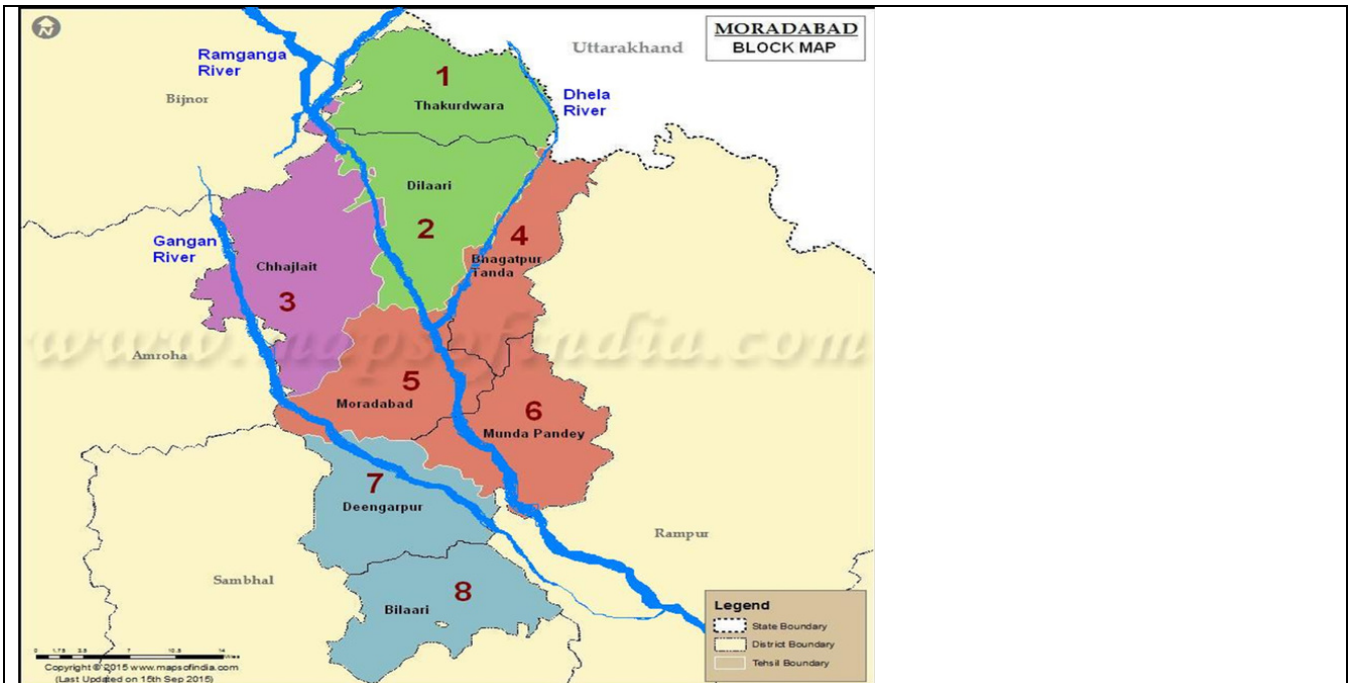 N
MORADABAD
BLOCK MAP
Uttarakhand
Ramganga
River
Bijnor
1
Thakurdwara
Dhela
River
Dilaari
2
4
Bhagatpur
Tanda
Gangan
River
Chhajlait
3
www.mapsofindia.com
Amroha
5
Moradabad
6
Munda Pandey
7
Deengarpur
Rampur
Sambhal
8
Bilaari
Legend
State Boundary
District Boundary
Tehsil Boundary
Copyright © 2015 www.mapsofindia.com
(Last Updated on 15th Sep 2015)